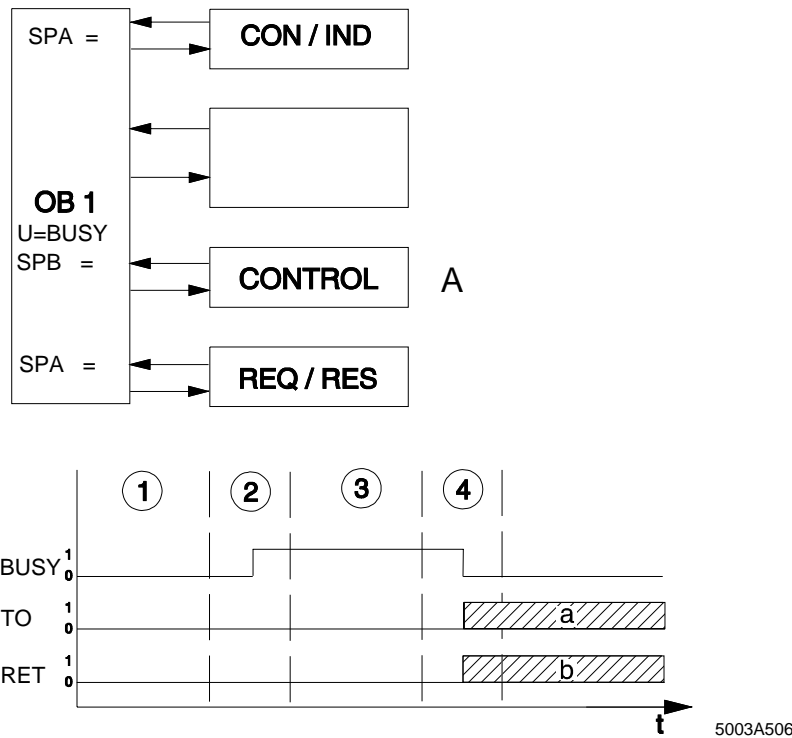 SPA =
CON / IND
OB 1
U=BUSY
SPB =
CONTROL
A
SPA =
REQ / RES
1
2
3
4
BUSY 1
0
TO 1
0
a
RET 1
0
b
t
5003A506